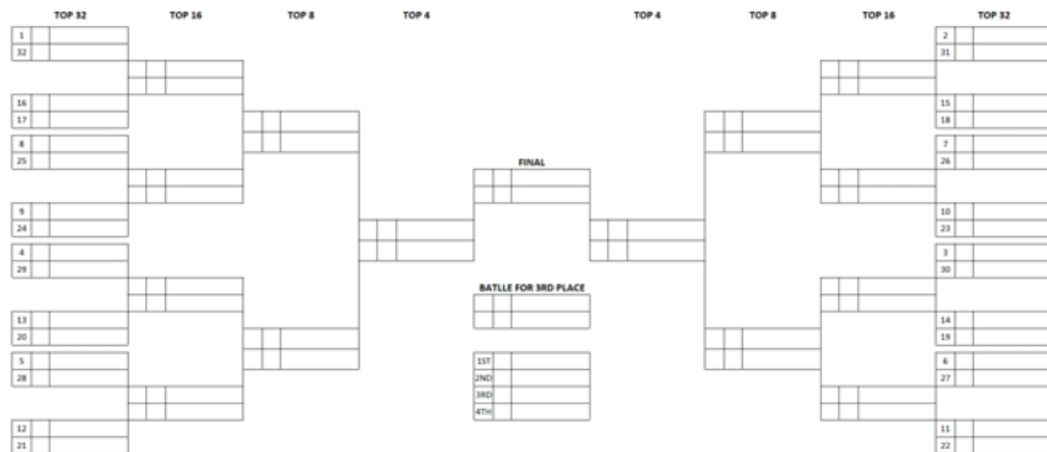 TOP 32 TOP 16 TOP 8 TOP 4 TOP 4 TOP 8 TOP 16 TOP 32
1 2
32 31
16 15
17 18
8 7
25 26
FINAL
9 10
24 23
4 3
29 30
BATLLE FOR 3RD PLACE
13 14
20 19
5 1ST 6
28 2ND 27
3RD
4TH
12 11
21 22